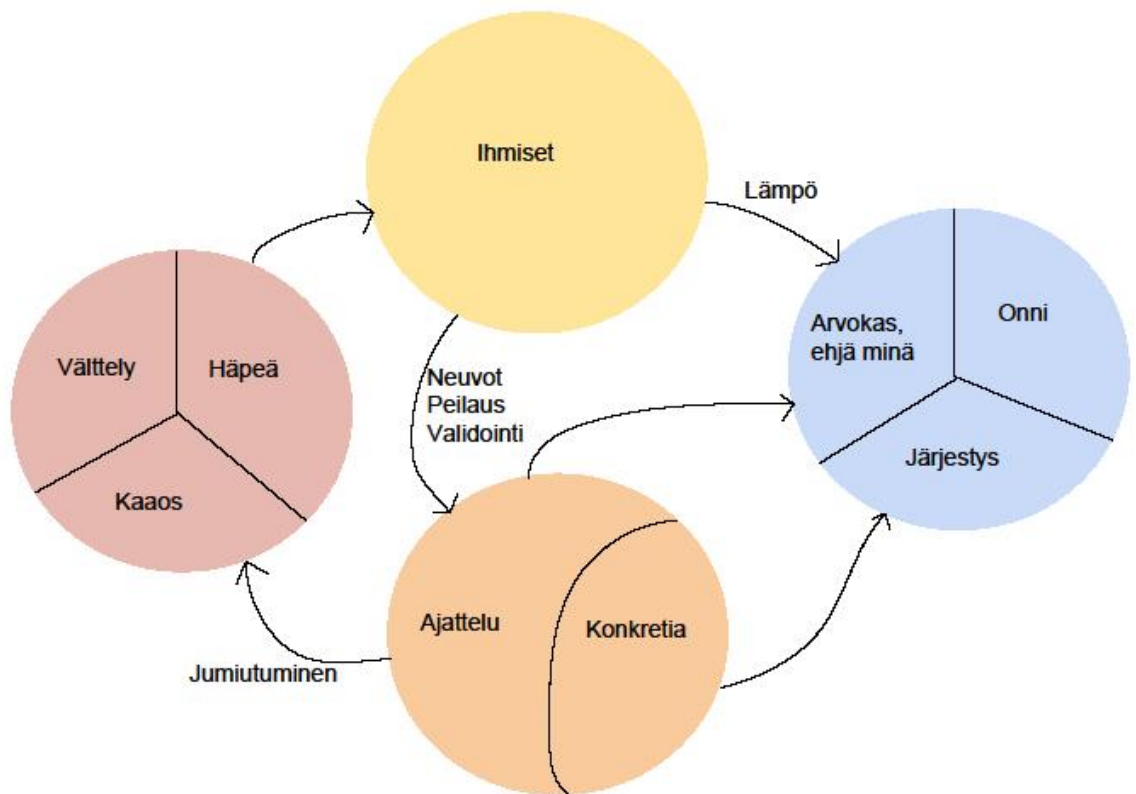 Ihmiset
Lämpö
Arvokas,
ehjä minä
Onni
Järjestys
Välttely
Häpeä
Kaaos
Neuvot
Peilaus
Validointi
Ajattelu
Konkretia
Jumiutuminen